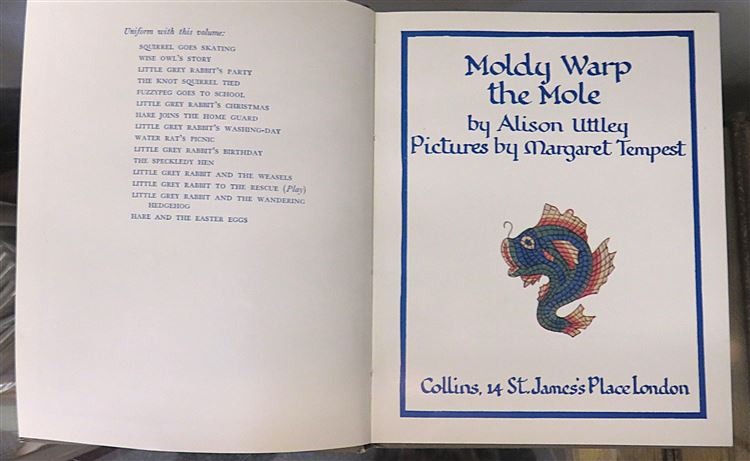 Uniform with this volume:
SQUIRREL GOES SKATING
WISE OWL'S STORY
LITTLE GREY RABBIT'S PARTY
THE KNOT SQUIRREL TIED
FUZZYPEG GOES TO SCHOOL
LITTLE GREY RABBIT'S CHRISTMAS
HARE JOINS THE HOME GUARD
LITTLE GREY RABBIT'S WASHING-DAY
WATER RAT'S PICNIC
LITTLE GREY RABBIT'S BIRTHDAY
THE SPECKLEDY HEN
LITTLE GREY RABBIT AND THE WEASELS
LITTLE GREY RABBIT TO THE RESCUE (Play)
LITTLE GREY RABBIT AND THE WANDERING
HEDGEHOG
HARE AND THE EASTER EGGS
Moldy Warp
the Mole
by Alison Uttley
Pictures by Margaret Tempest
Collins, 14 St. James's Place London